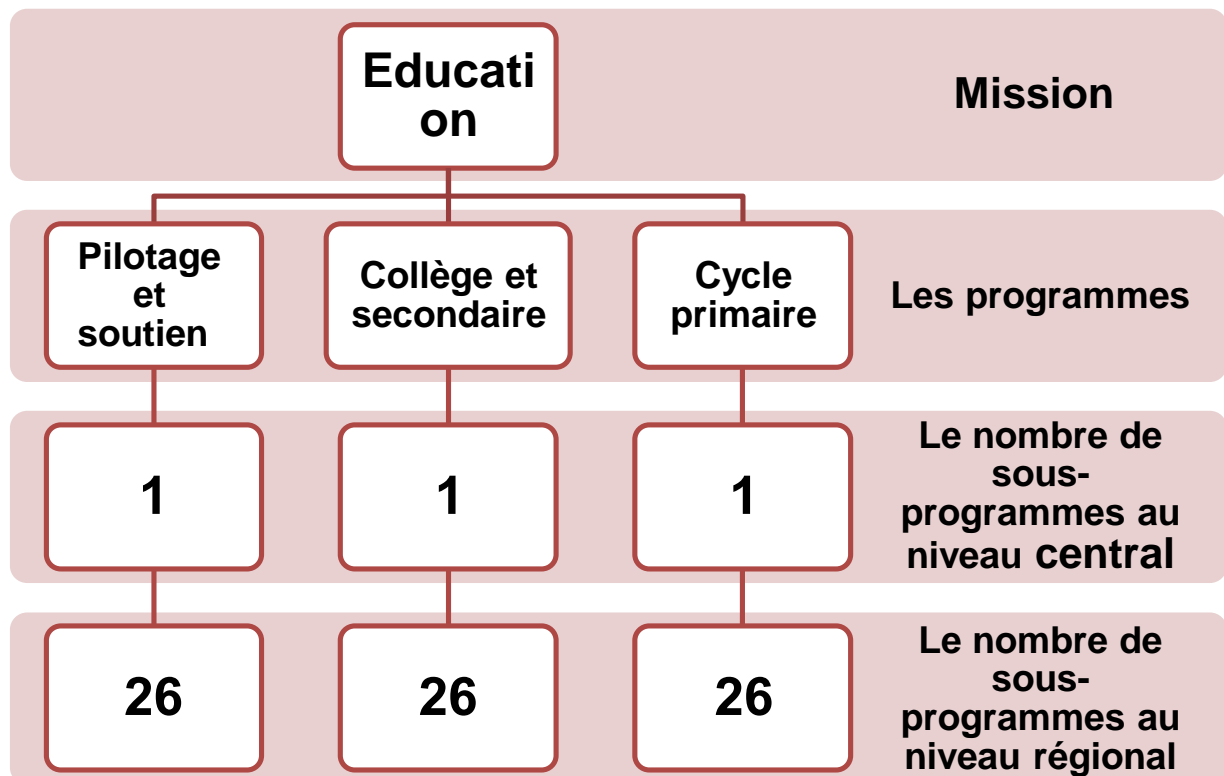 Educati
on
Mission
Pilotage
et
soutien
Collège et
secondaire
Cycle
primaire
Les programmes
1
1
1
Le nombre de
sous-
programmes au
niveau central
26
26
26
Le nombre de
sous-
programmes au
niveau régional